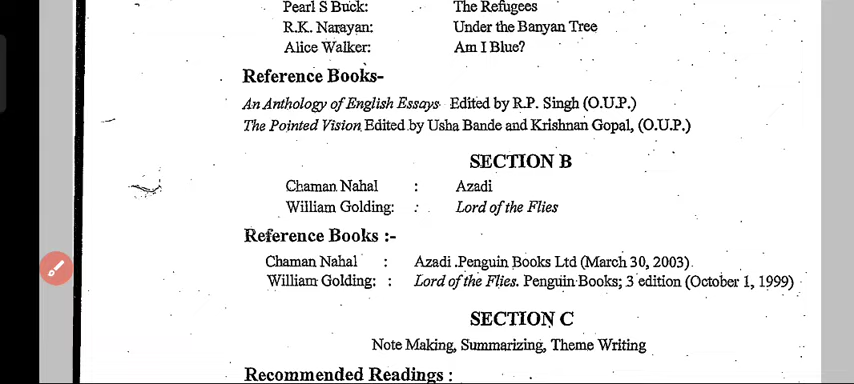 Pearl S Buck: The Refugees
R.K. Narayan: Under the Banyan Tree
Alice Walker: Am I Blue?
Reference Books-
An Anthology of English Essays Edited by R.P. Singh (O.U.P.)
The Pointed Vision Edited by Usha Bande and Krishnan Gopal, (O.U.P.)
SECTION B
Chaman Nahal : Azadi
William Golding: : Lord of the Flies
Reference Books :-
Chaman Nahal : Azadi .Penguin Books Ltd (March 30, 2003)
William Golding: : Lord of the Flies. Penguin Books; 3 edition (October 1, 1999)
SECTION C
Note Making, Summarizing, Theme Writing
Recommended Readings :